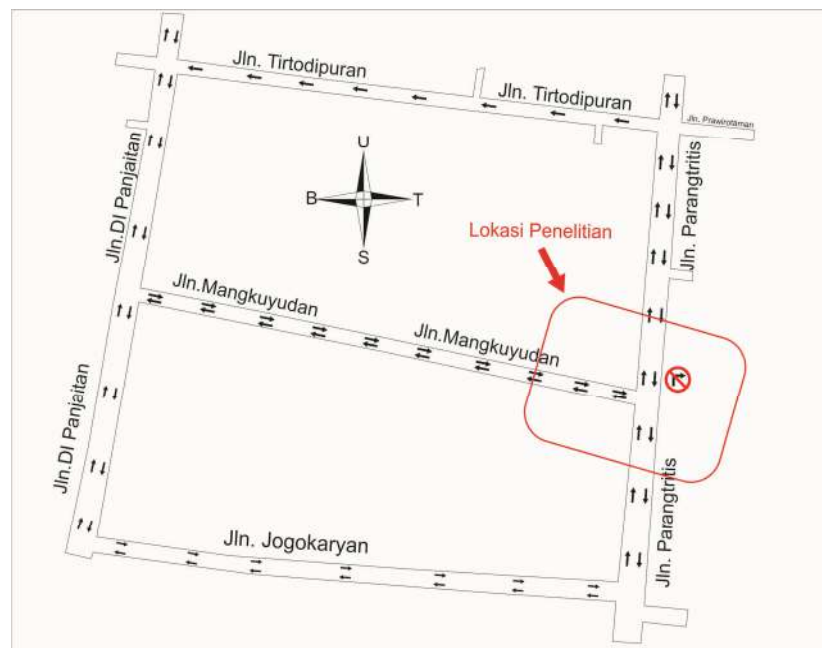 Jln. Tirtodipuran
Jln. Tirtodipuran
Jln. Prawirotaman
Jln.DI Panjaitan
U
B
T
S
Jln. Parangtritis
Lokasi Penelitian
Jln.Mangkuyudan
Jln.Mangkuyudan
Jln.DI Panjaitan
Jln. Parangtritis
Jln. Jogokaryan